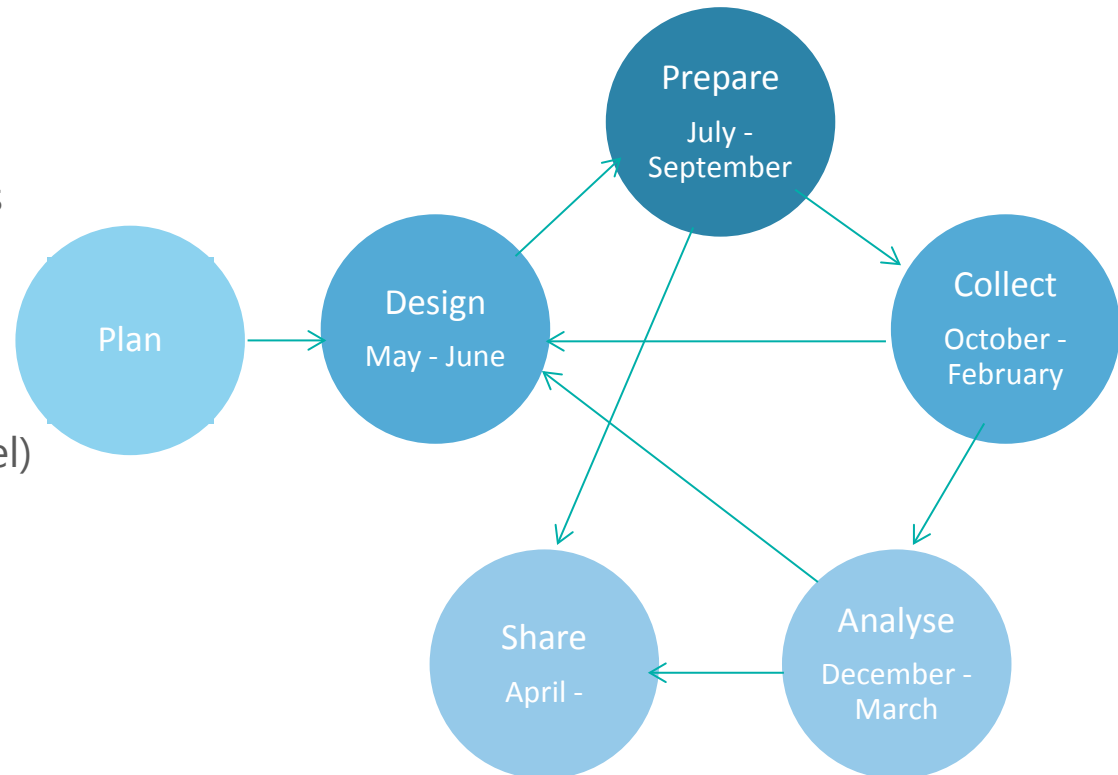 Prepare
July -
September
s
Plan
Design
May - June
Collect
October -
February
el)
Share
April -
Analyse
December -
March